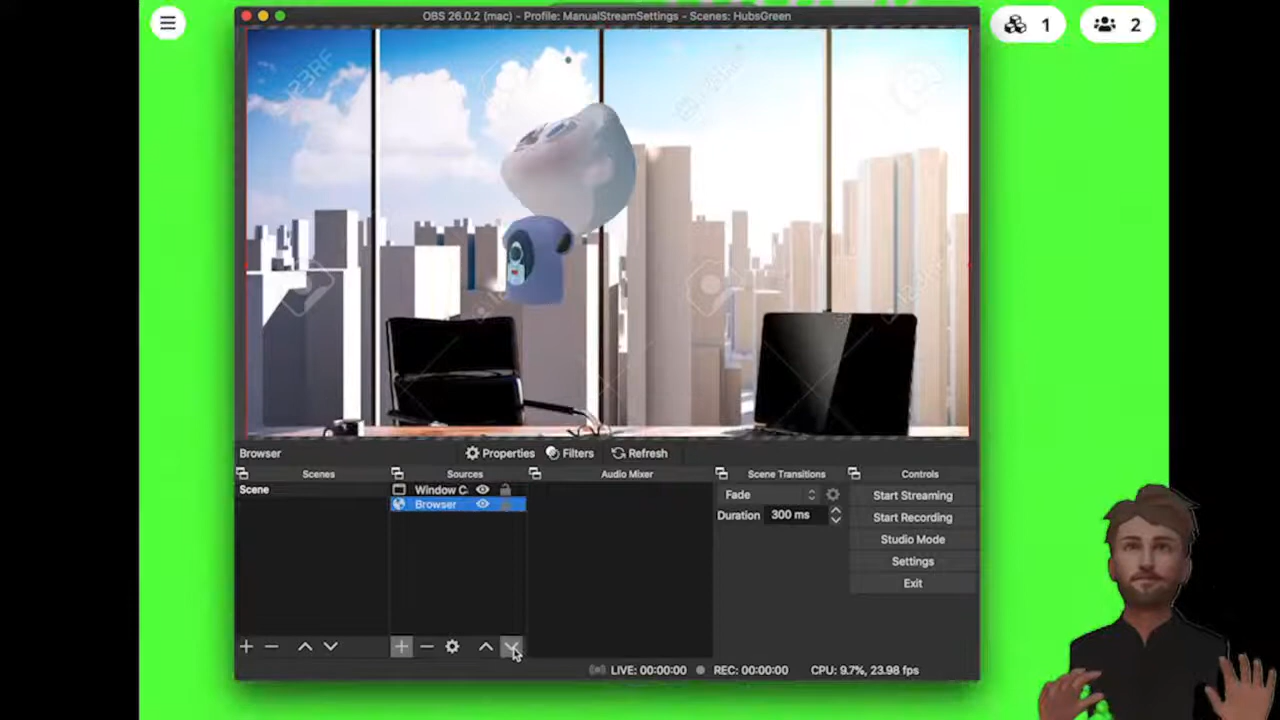 OBS 26.0.2 (mac) - Profile: ManualStreamSettings - Scenes: HubsGreen
1
2
123RF
Browser
Properties
Filters
Refresh
Scenes
Sources
Audio Mixer
Scene Transitions
Controls
Scene
Window C
Browser
Fade
Duration 300 ms
Start Streaming
Start Recording
Studio Mode
Settings
Exit
LIVE: 00:00:00
REC: 00:00:00
CPU: 9.7%, 23.98 fps